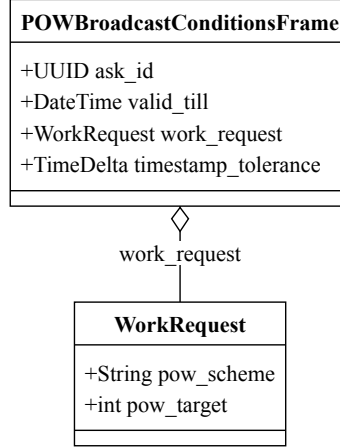 POWBroadcastConditionsFrame
+UUID ask_id
+DateTime valid_till
+WorkRequest work_request
+TimeDelta timestamp_tolerance
work_request
WorkRequest
+String pow_scheme
+int pow_target